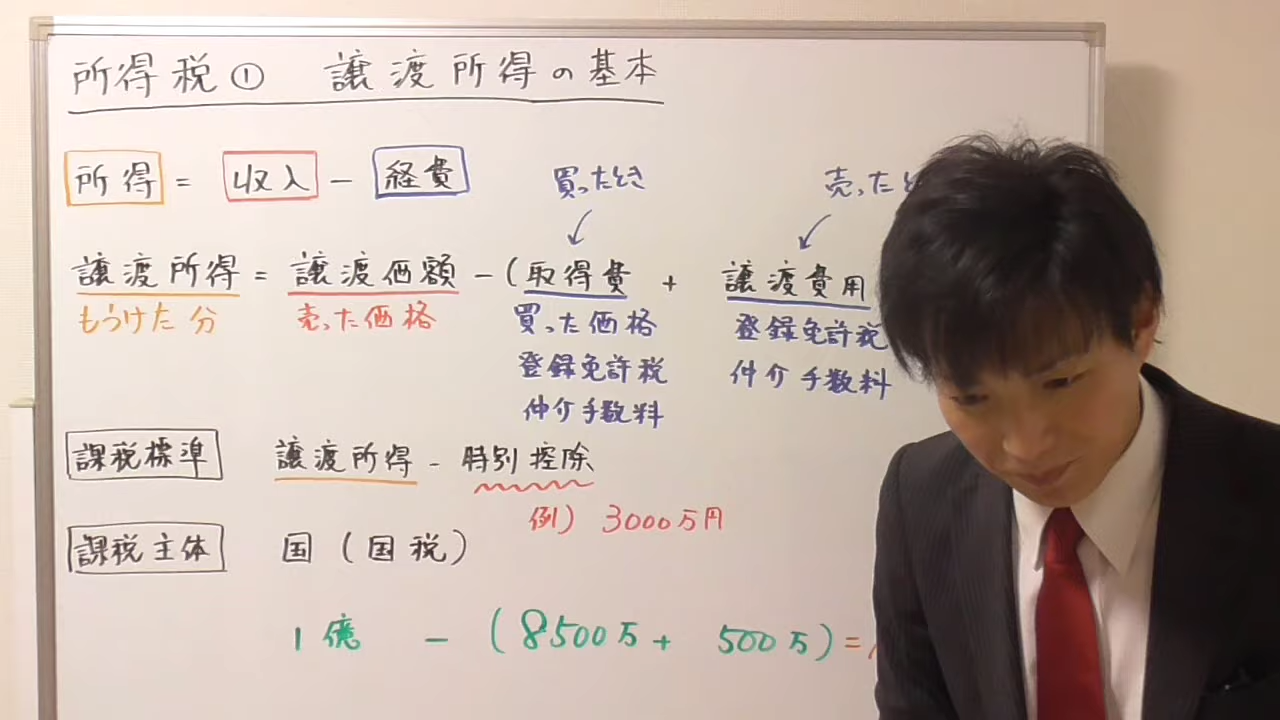 所得税① 譲渡所得の基本
所得 = 収入 - 経費
買ったとき
売ったと
譲渡所得 = 譲渡価額 - (取得費 + 譲渡費用
もうけた分 売った価格 買った価格 登録免許税
登録免許税 仲介手数料
仲介手数料
課税標準 譲渡所得 - 特別控除
例) 3000万円
課税主体 国(国税)
1億 - (8500万 + 500万) =